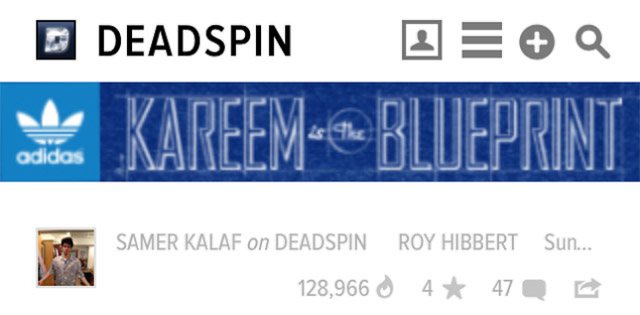 DEADSPIN
adidas
KAREEM is the BLUEPRINT
SAMER KALAF on DEADSPIN ROY HIBBERT Sun...
128,966 4 47